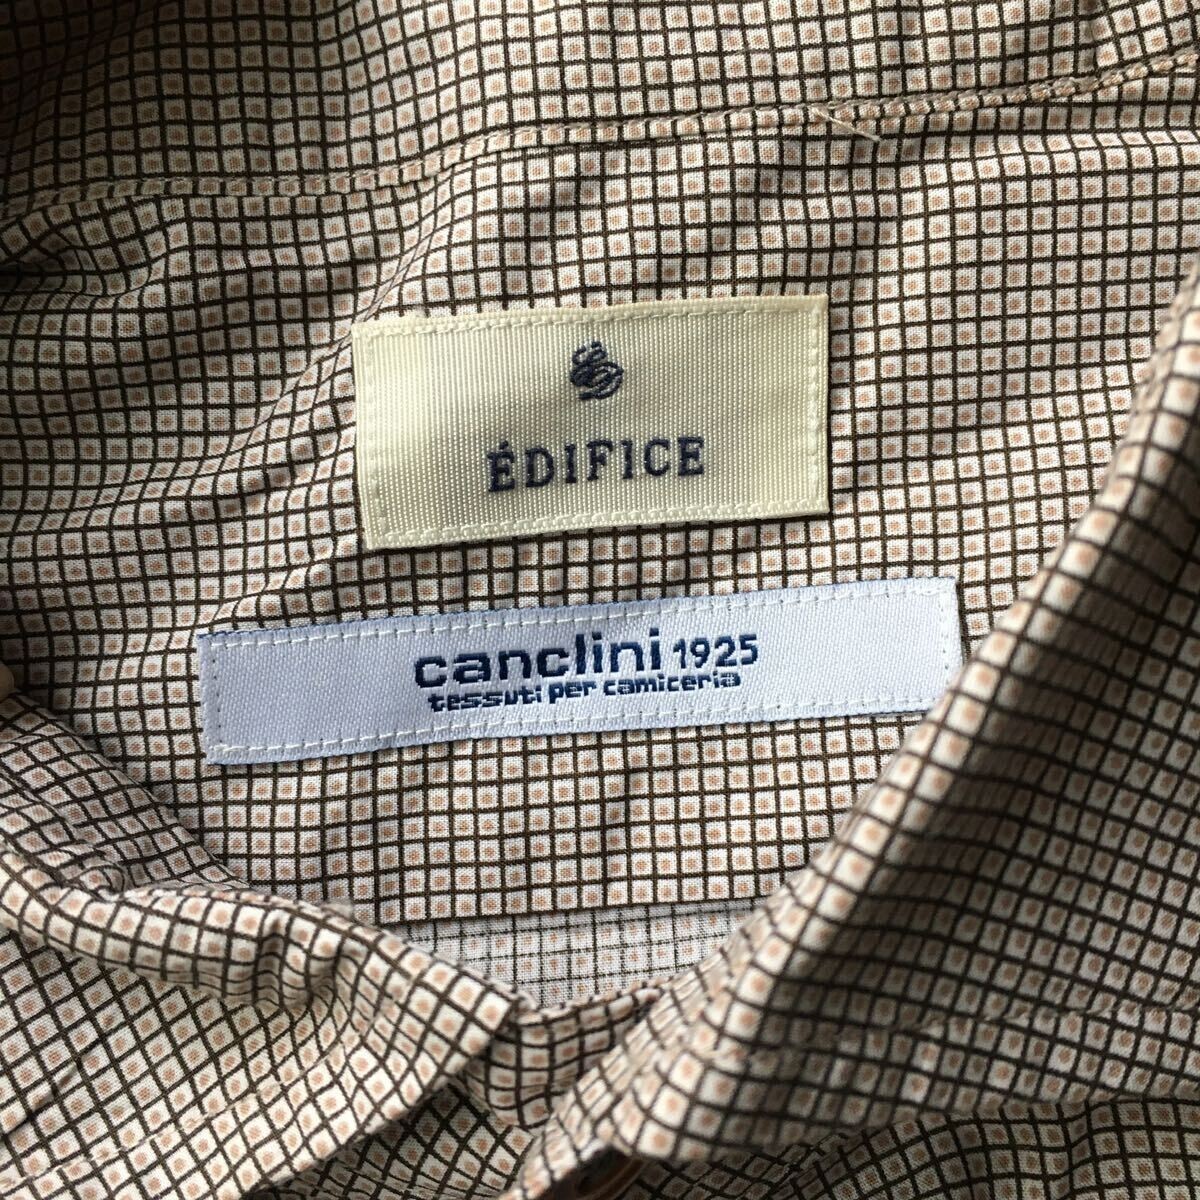 ÉDIFICE
canclini 1925
tessuti per camiceria